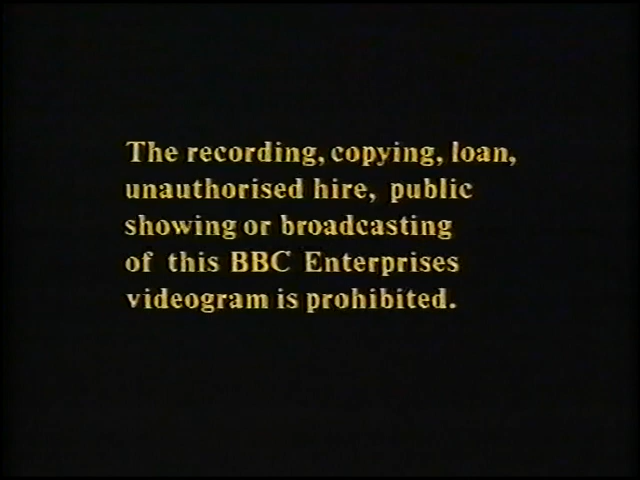 The recording, copying, loan,
unauthorised hire, public
showing or broadcasting
of this BBC Enterprises
videogram is prohibited.